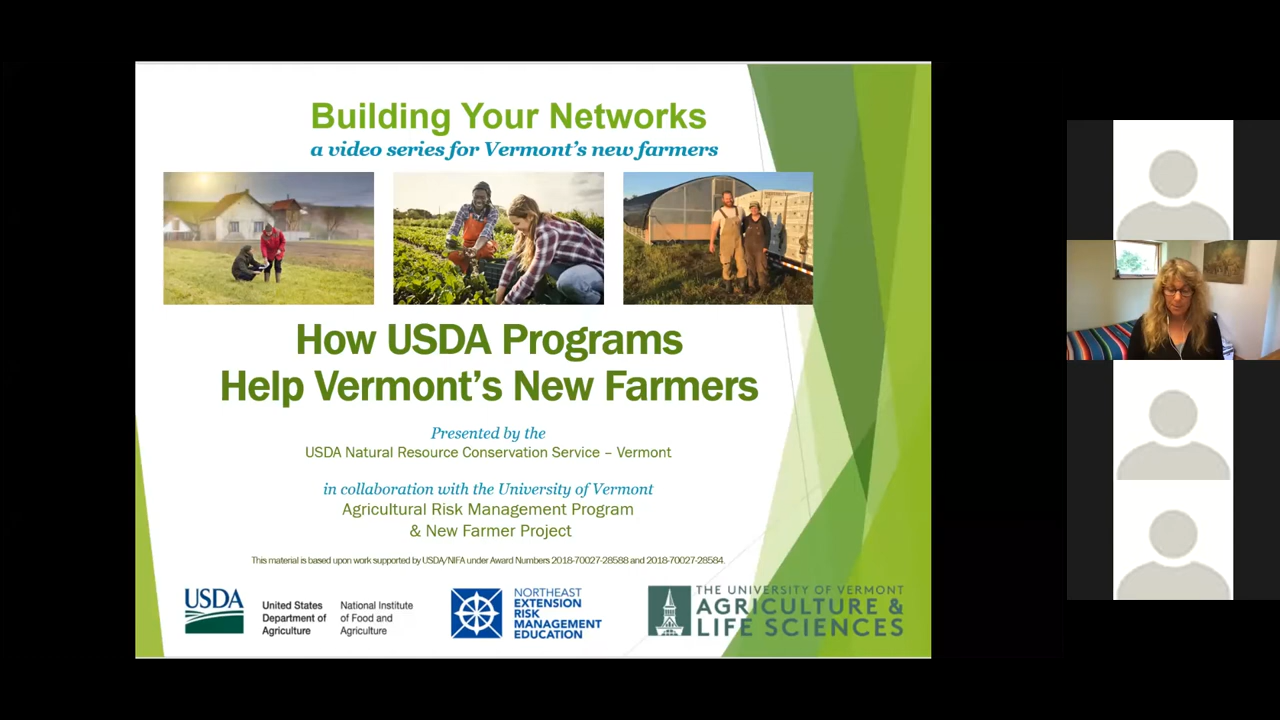 Building Your Networks
a video series for Vermont's new farmers
How USDA Programs
Help Vermont's New Farmers
Presented by the
USDA Natural Resource Conservation Service – Vermont
in collaboration with the University of Vermont
Agricultural Risk Management Program
& New Farmer Project
This material is based upon work supported by USDA/NIFA under Award Numbers 2018-70027-28588 and 2018-70027-28584.
USDA
United States
Department of
Agriculture
National Institute
of Food and
Agriculture
NORTHEAST
EXTENSION
RISK
MANAGEMENT
EDUCATION
THE UNIVERSITY OF VERMONT
AGRICULTURE &
LIFE SCIENCES